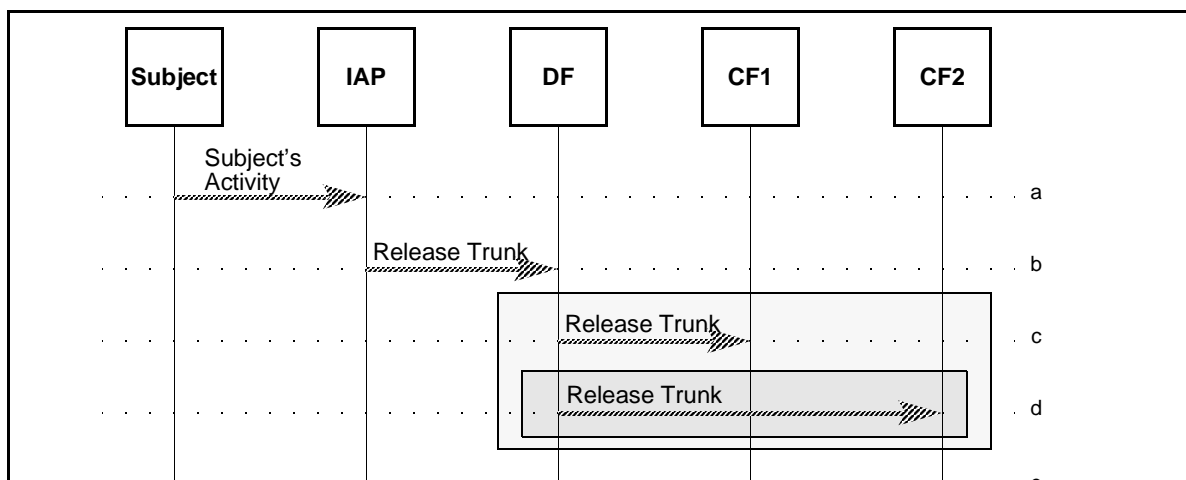 Subject IAP DF CF1 CF2
Subject's
Activity
a
Release Trunk
b
Release Trunk
c
Release Trunk
d